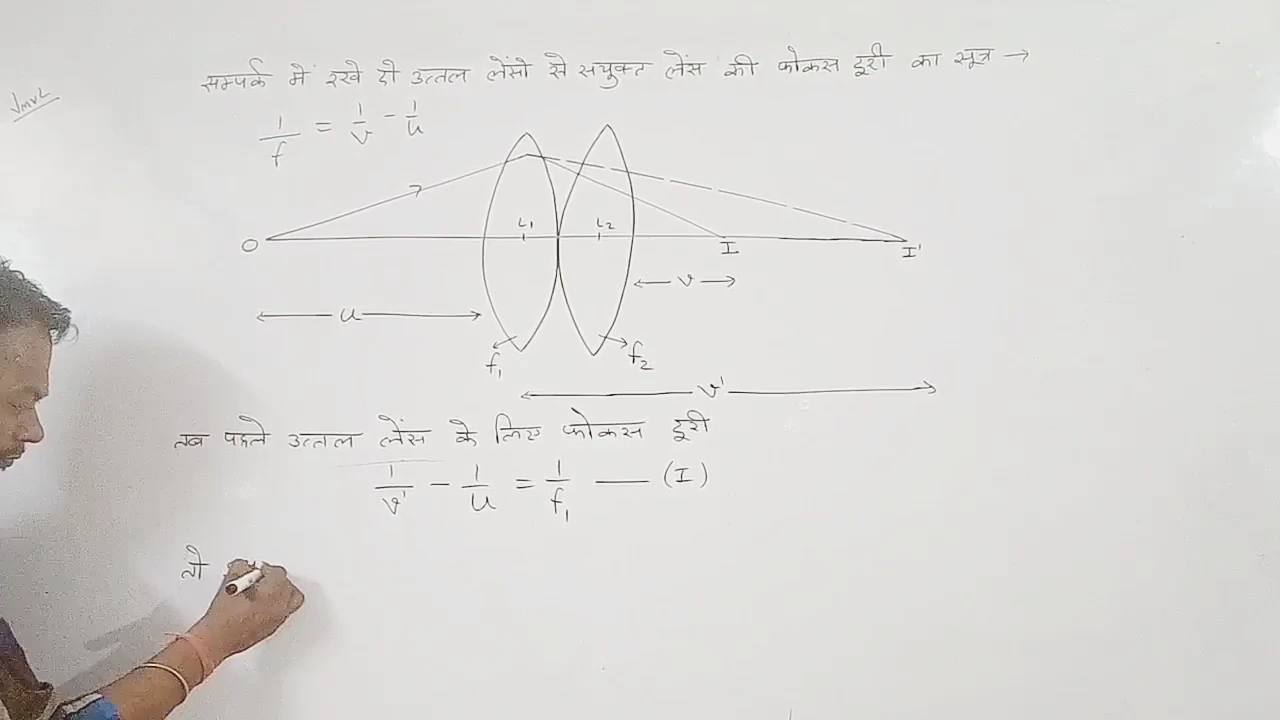 सम्पर्क में रखे दो उत्तल लेंसो से सयुक्त लेंस की फोकस दूरी का सूत्र →
1/f = 1/v - 1/u
L₁ L₂
O I I'
v
u
f₁ f₂
v'
तब पहले उत्तल लेंस के लिए फोकस दूरी
1/v' - 1/u = 1/f₁ —— (I)
तो